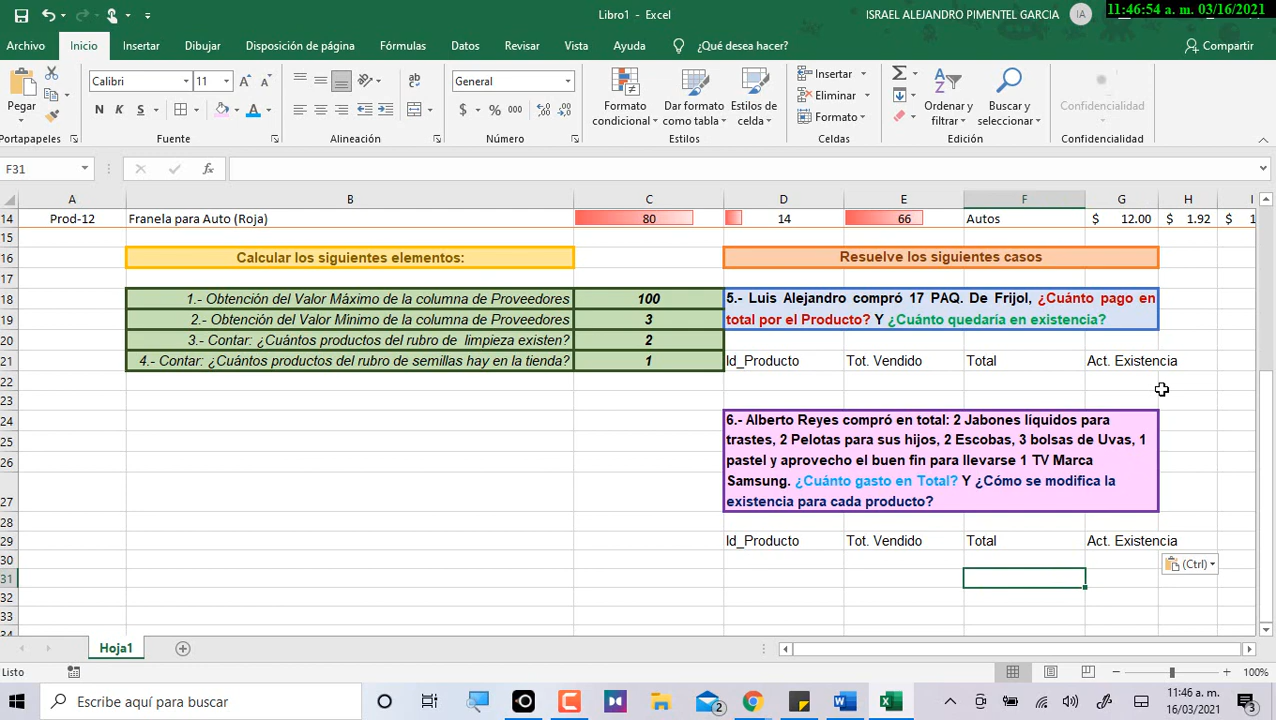 Libro1 - Excel
ISRAEL ALEJANDRO PIMENTEL GARCIA
IA
11:46:54 a. m. 03/16/2021
Archivo Inicio Insertar Dibujar Disposición de página Fórmulas Datos Revisar Vista Ayuda ¿Qué desea hacer? Compartir
Pegar
Calibri 11
General
Formato condicional
Dar formato como tabla
Estilos de celda
Insertar
Eliminar
Formato
Ordenar y filtrar
Buscar y seleccionar
Confidencialidad
Portapapeles Fuente Alineación Número Estilos Celdas Edición Confidencialidad
F31
A B C D E F G H I
14 Prod-12 Franela para Auto (Roja) 80 14 66 Autos $ 12.00 $ 1.92 $ 1
15
16 Calcular los siguientes elementos: Resuelve los siguientes casos
17
18 1.- Obtención del Valor Máximo de la columna de Proveedores 100 5.- Luis Alejandro compró 17 PAQ. De Frijol, ¿Cuánto pago en
19 2.- Obtención del Valor Minimo de la columna de Proveedores 3 total por el Producto? Y ¿Cuánto quedaría en existencia?
20 3.- Contar: ¿Cuántos productos del rubro de limpieza existen? 2
21 4.- Contar: ¿Cuántos productos del rubro de semillas hay en la tienda? 1 Id_Producto Tot. Vendido Total Act. Existencia
22
23
24 6.- Alberto Reyes compró en total: 2 Jabones líquidos para
25 trastes, 2 Pelotas para sus hijos, 2 Escobas, 3 bolsas de Uvas, 1
26 pastel y aprovecho el buen fin para llevarse 1 TV Marca
Samsung. ¿Cuánto gasto en Total? Y ¿Cómo se modifica la
27 existencia para cada producto?
28
29 Id_Producto Tot. Vendido Total Act. Existencia
30
(Ctrl)
31
32
33
34
Hoja1
Listo
100%
Escribe aquí para buscar
2
11:46 a.m.
16/03/2021
3